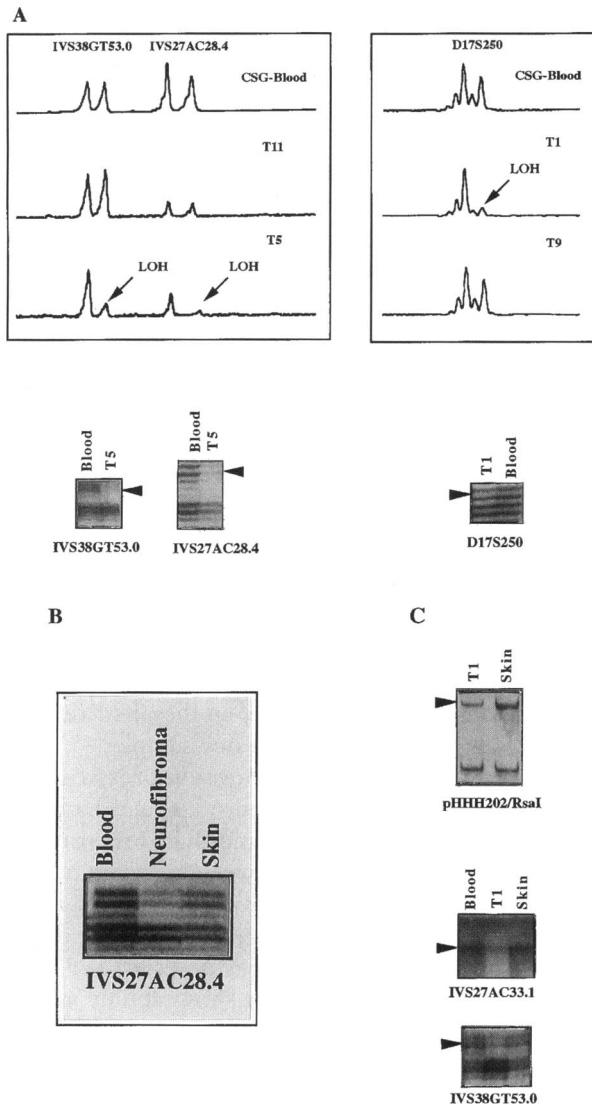 A
IVS38GT53.0 IVS27AC28.4
CSG-Blood
T11
LOH LOH
T5
D17S250
CSG-Blood
T1
LOH
T9
Blood
T5
IVS38GT53.0
Blood
T5
IVS27AC28.4
T1
Blood
D17S250
B
Blood
Neurofibroma
Skin
IVS27AC28.4
C
T1
Skin
pHHH202/RsaI
Blood
T1
Skin
IVS27AC33.1
IVS38GT53.0